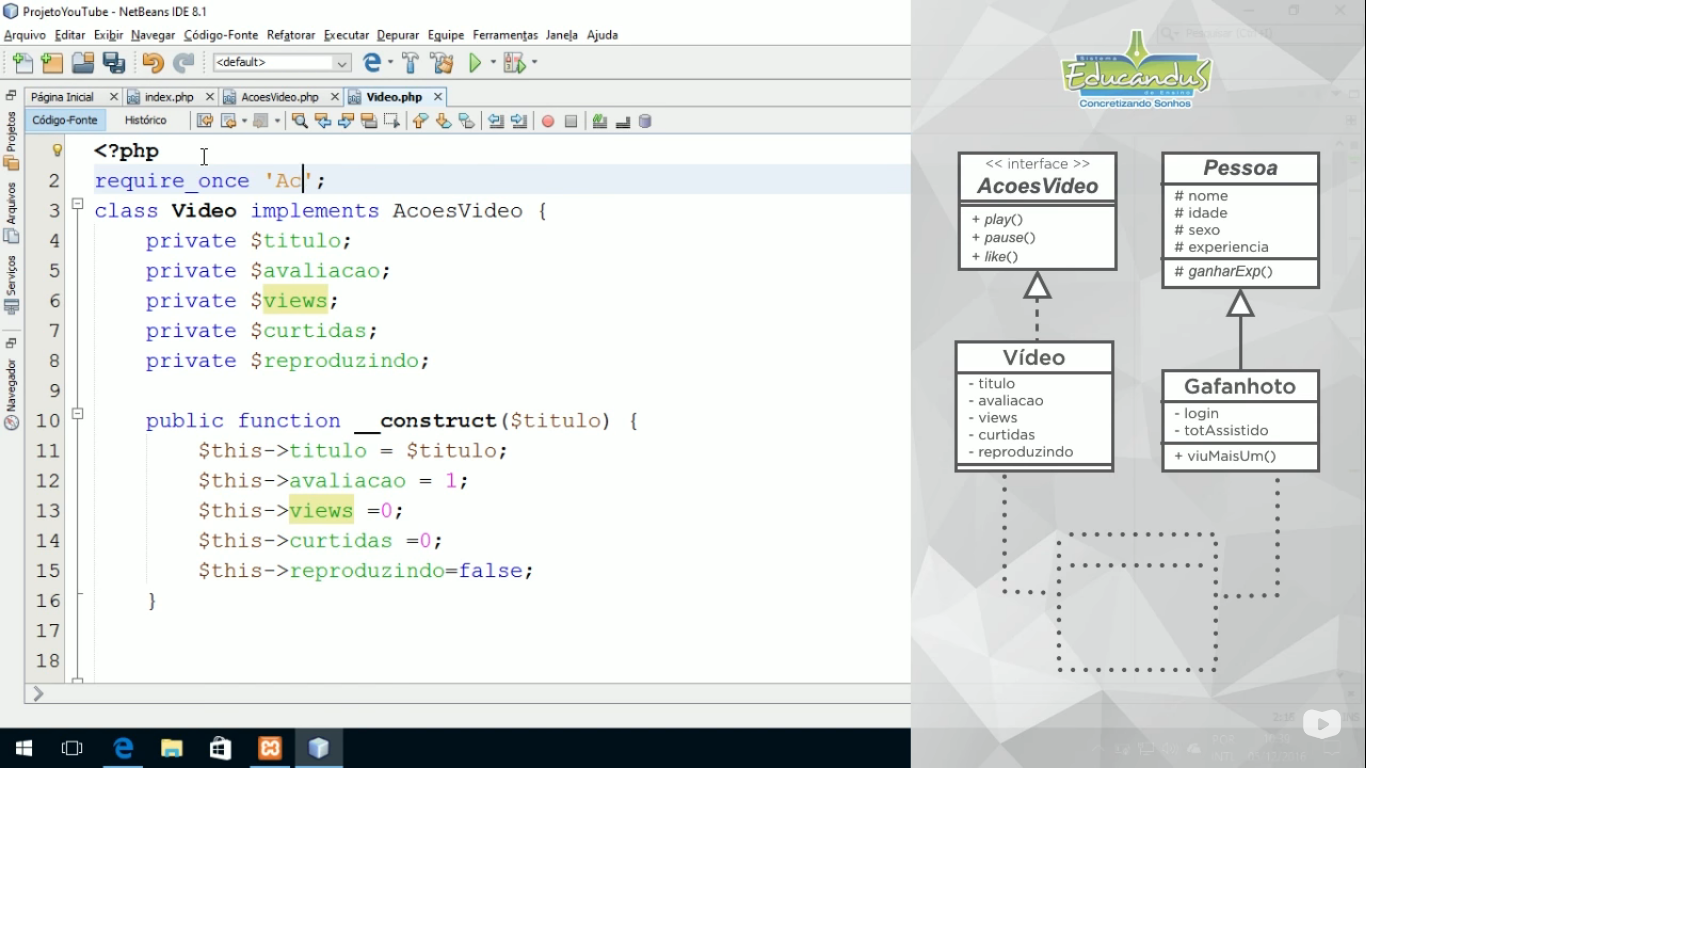 ProjetoYouTube - NetBeans IDE 8.1
Arquivo Editar Exibir Navegar Código-Fonte Refatorar Executar Depurar Equipe Ferramentas Janela Ajuda
Pesquisar (Ctrl+I)
<default>
Página Inicial index.php AcoesVideo.php Video.php
Código-Fonte Histórico
Projetos
Arquivos
Serviços
Navegador
<?php
2 require_once 'Ac';
3 class Video implements AcoesVideo {
4 private $titulo;
5 private $avaliacao;
6 private $views;
7 private $curtidas;
8 private $reproduzindo;
9
10 public function __construct($titulo) {
11 $this->titulo = $titulo;
12 $this->avaliacao = 1;
13 $this->views =0;
14 $this->curtidas =0;
15 $this->reproduzindo=false;
16 }
17
18
Sistema
EducanduS
de Ensino
Concretizando Sonhos
<< interface >>
AcoesVideo
+ play()
+ pause()
+ like()
Pessoa
# nome
# idade
# sexo
# experiencia
# ganharExp()
Vídeo
- titulo
- avaliacao
- views
- curtidas
- reproduzindo
Gafanhoto
- login
- totAssistido
+ viuMaisUm()
POR
INTL